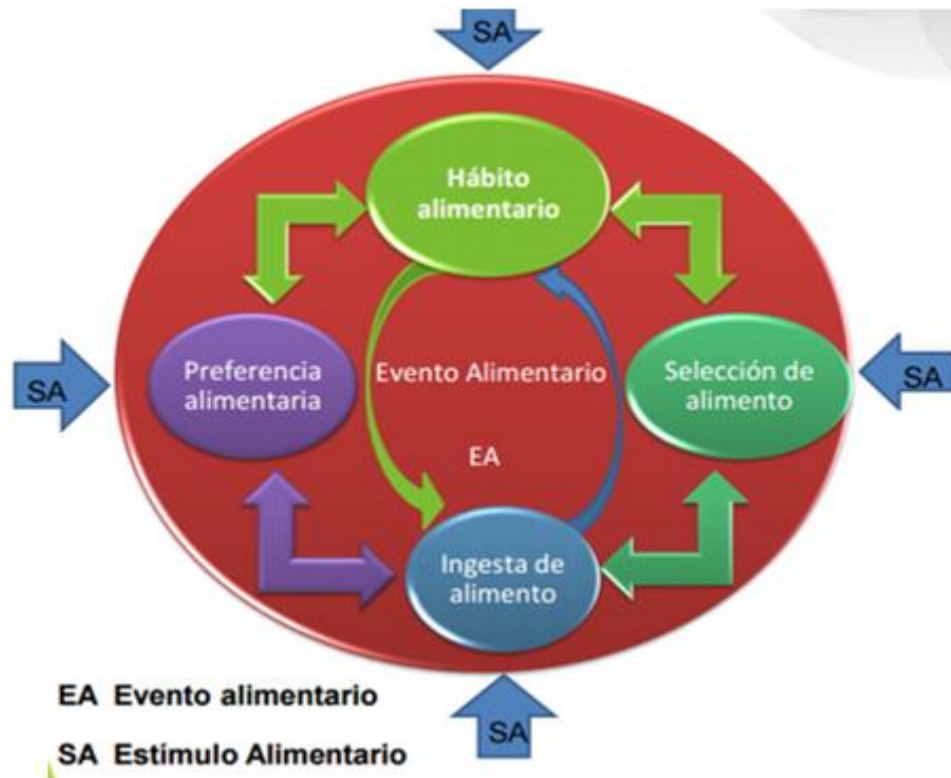 SA
Hábito
alimentario
Preferencia
alimentaria
Evento Alimentario
Selección de
alimento
SA
SA
EA
Ingesta de
alimento
EA Evento alimentario
SA
SA Estímulo Alimentario